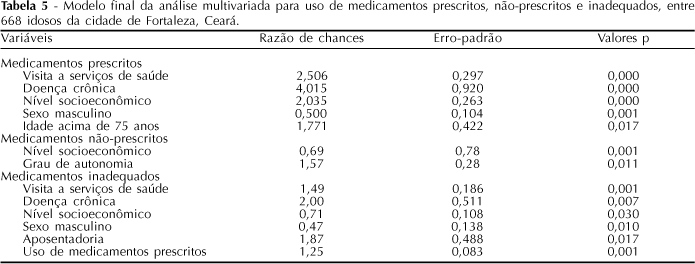 Tabela 5 - Modelo final da análise multivariada para uso de medicamentos prescritos, não-prescritos e inadequados, entre
668 idosos da cidade de Fortaleza, Ceará.
Variáveis Razão de chances Erro-padrão Valores p
Medicamentos prescritos
Visita a serviços de saúde 2,506 0,297 0,000
Doença crônica 4,015 0,920 0,000
Nível socioeconômico 2,035 0,263 0,000
Sexo masculino 0,500 0,104 0,001
Idade acima de 75 anos 1,771 0,422 0,017
Medicamentos não-prescritos
Nível socioeconômico 0,69 0,78 0,001
Grau de autonomia 1,57 0,28 0,011
Medicamentos inadequados
Visita a serviços de saúde 1,49 0,186 0,001
Doença crônica 2,00 0,511 0,007
Nível socioeconômico 0,71 0,108 0,030
Sexo masculino 0,47 0,138 0,010
Aposentadoria 1,87 0,488 0,017
Uso de medicamentos prescritos 1,25 0,083 0,001